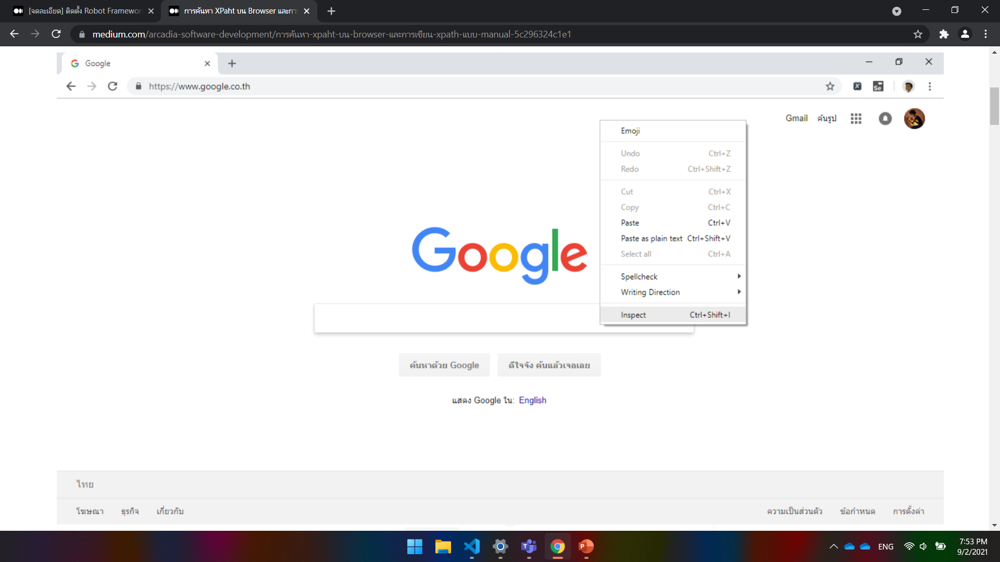 [จดละเอียด] ติดตั้ง Robot Framewor
การค้นหา XPaht บน Browser และกา
medium.com/arcadia-software-development/การค้นหา-xpaht-บน-browser-และการเขียน-xpath-แบบ-manual-5c296324c1e1
Google
https://www.google.co.th
Se
Gmail ค้นรูป
Emoji
Undo Ctrl+Z
Redo Ctrl+Shift+Z
Cut Ctrl+X
Copy Ctrl+C
Paste Ctrl+V
Paste as plain text Ctrl+Shift+V
Select all Ctrl+A
Spellcheck
Writing Direction
Inspect Ctrl+Shift+I
Google
ค้นหาด้วย Google ดีใจจัง ค้นแล้วเจอเลย
แสดง Google ใน: English
ไทย
โฆษณา ธุรกิจ เกี่ยวกับ ความเป็นส่วนตัว ข้อกำหนด การตั้งค่า
ENG 7:53 PM
9/2/2021